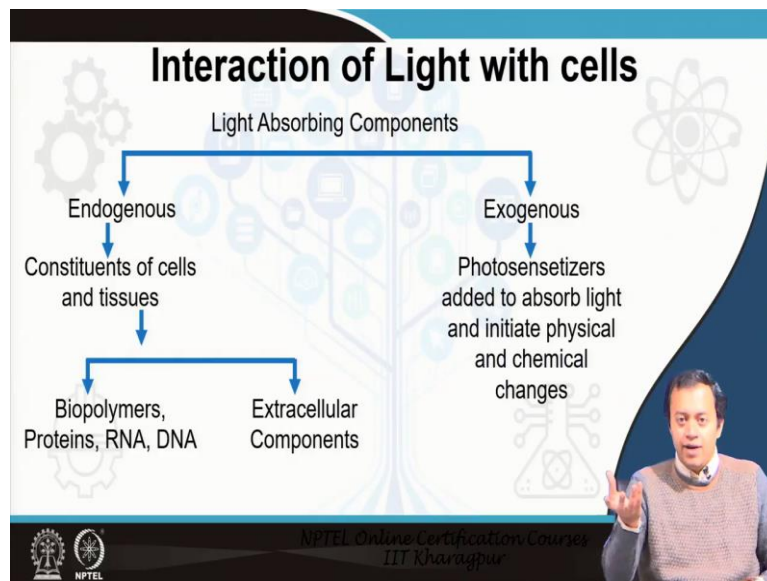 Interaction of Light with cells
Light Absorbing Components
Endogenous
Exogenous
Constituents of cells
and tissues
Photosensetizers
added to absorb light
and initiate physical
and chemical
changes
Biopolymers,
Proteins, RNA, DNA
Extracellular
Components
NPTEL
NPTEL Online Certification Courses
IIT Kharagpur